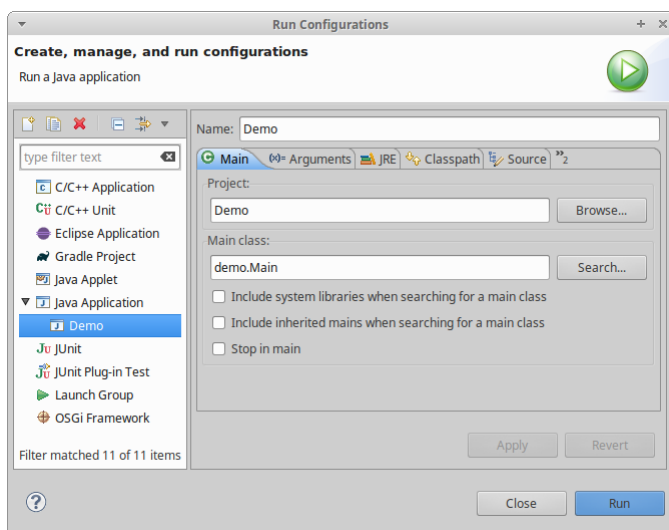 Run Configurations
Create, manage, and run configurations
Run a Java application
Name: Demo
type filter text
C/C++ Application
C/C++ Unit
Eclipse Application
Gradle Project
Java Applet
Java Application
Demo
JUnit
JUnit Plug-in Test
Launch Group
OSGi Framework
Filter matched 11 of 11 items
Main (x)= Arguments JRE Classpath Source »2
Project:
Demo Browse...
Main class:
demo.Main Search...
Include system libraries when searching for a main class
Include inherited mains when searching for a main class
Stop in main
Apply Revert
? Close Run